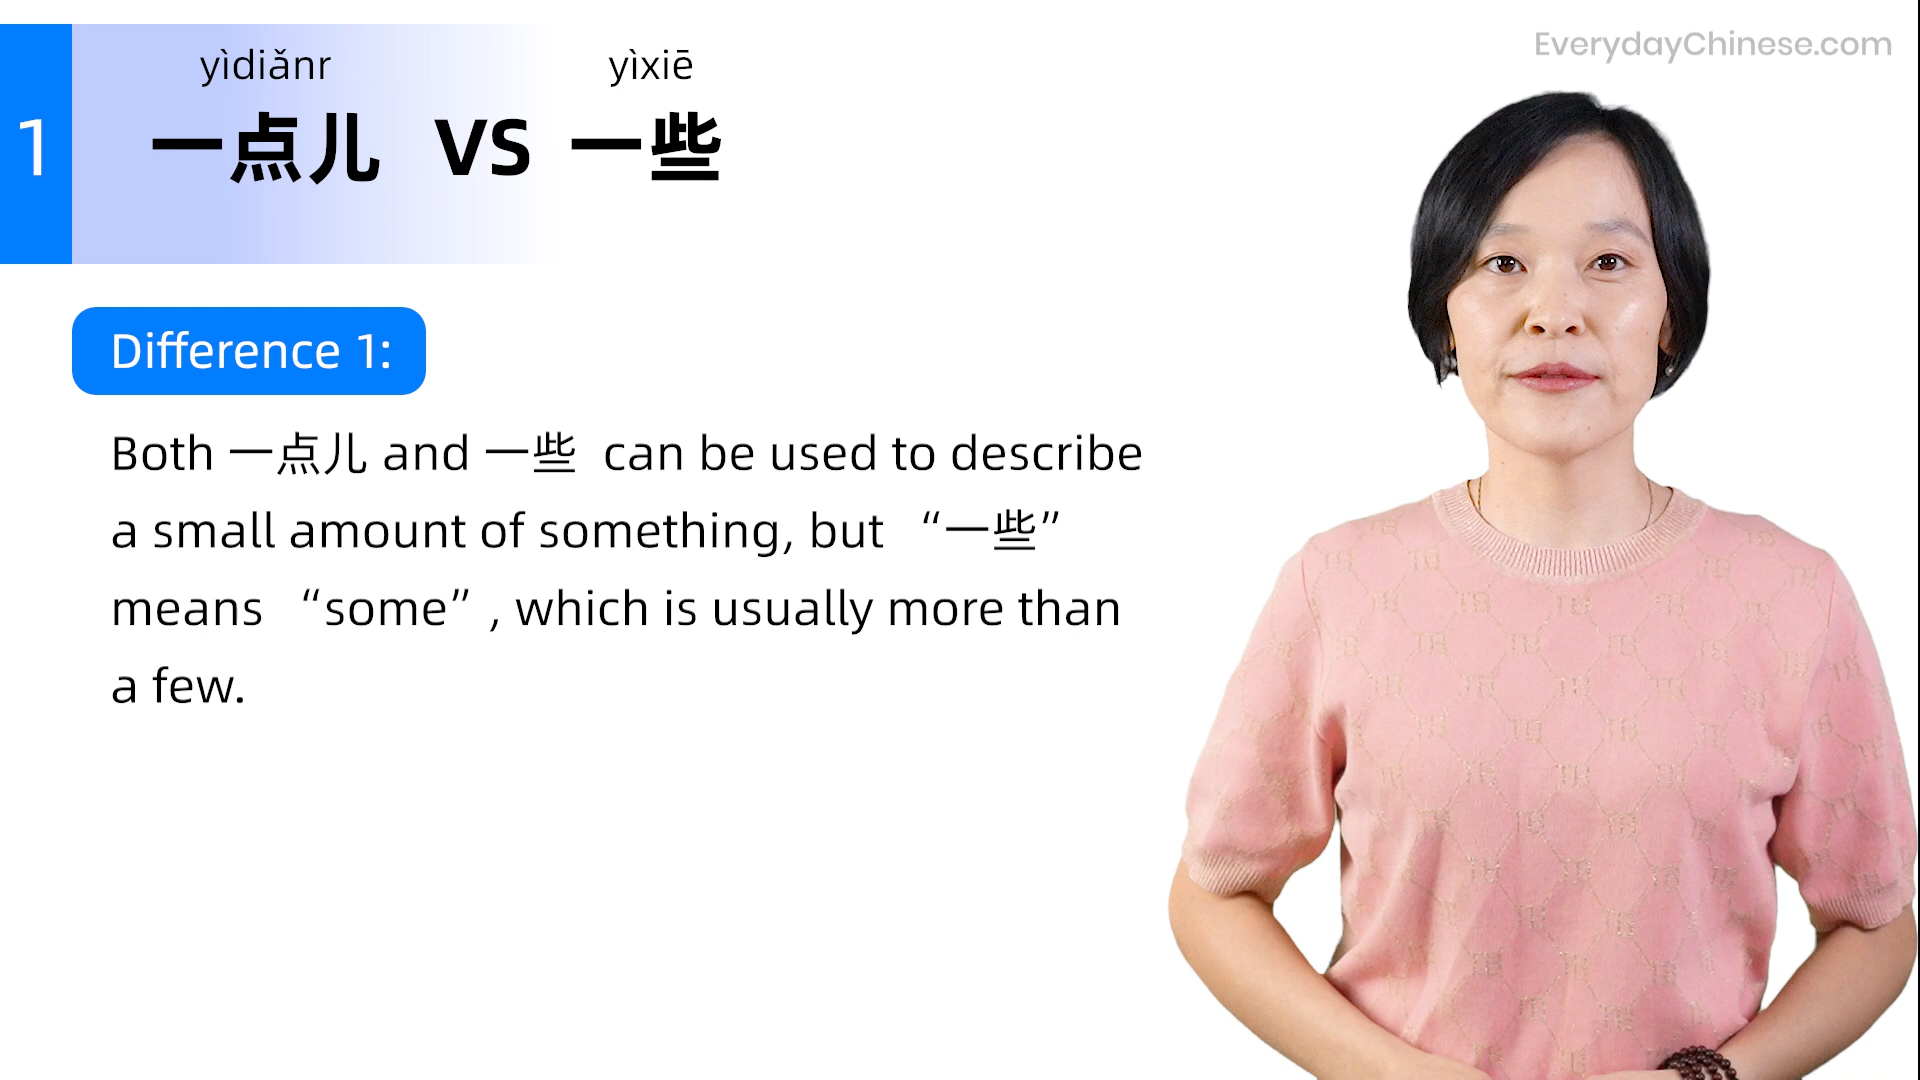 EverydayChinese.com
yìdiǎnr yìxiē
1 一点儿 VS 一些
Difference 1:
Both 一点儿 and 一些 can be used to describe
a small amount of something, but “一些”
means “some”, which is usually more than
a few.